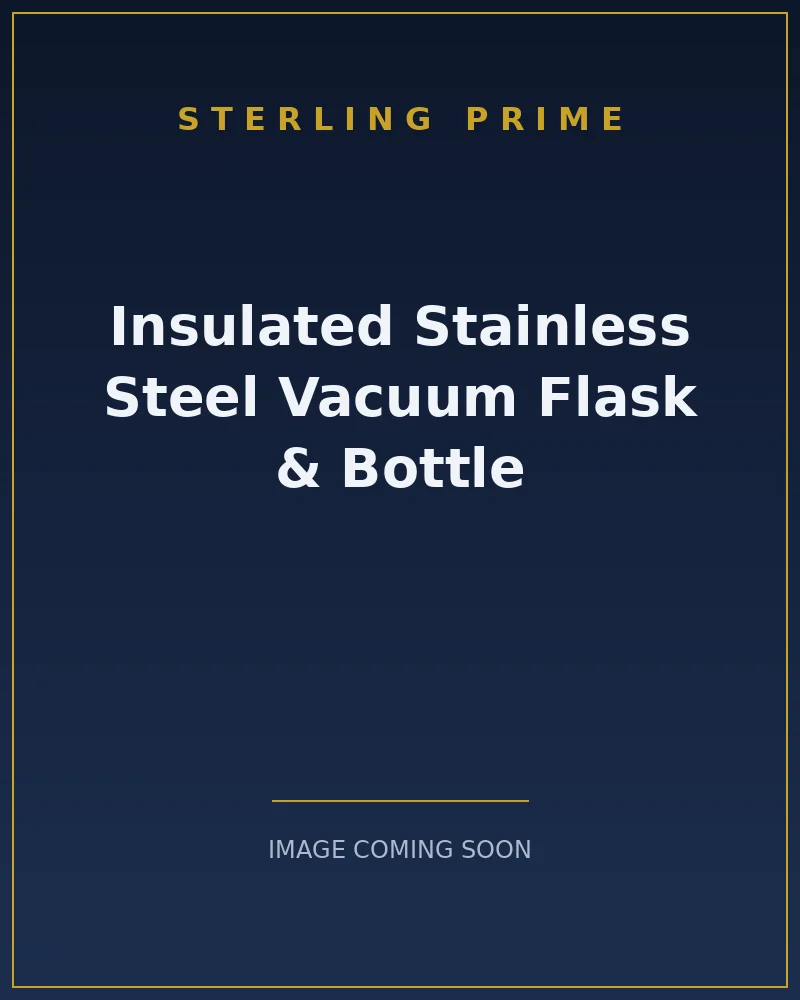 STERLING PRIME
Insulated Stainless
Steel Vacuum Flask
& Bottle
IMAGE COMING SOON